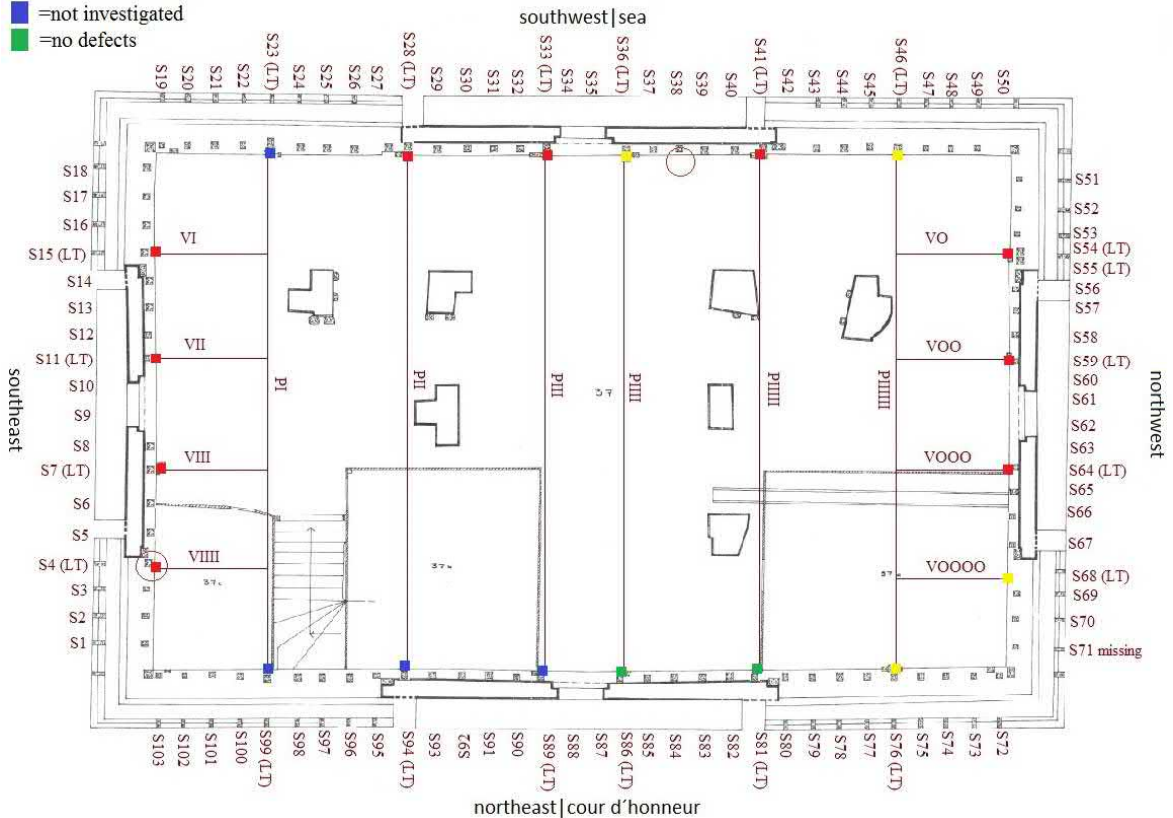 =not investigated
=no defects
southwest|sea
S19
S20
S21
S22
S23 (LT)
S24
S25
S26
S27
S28 (LT)
S29
S30
S31
S32
S33 (LT)
S34
S35
S36 (LT)
S37
S38
S39
S40
S41 (LT)
S42
S43
S44
S45
S46 (LT)
S47
S48
S49
S50
southeast
S18
S17
S16
S15 (LT)
S14
S13
S12
S11 (LT)
S10
S9
S8
S7 (LT)
S6
S5
S4 (LT)
S3
S2
S1
VI
VII
VIII
VIIII
PI
PII
PIII
PIIII
PIIIII
PIIIIII
VO
VOO
VOOO
VOOOO
37
37
37
37
S51
S52
S53
S54 (LT)
S55 (LT)
S56
S57
S58
S59 (LT)
S60
S61
S62
S63
S64 (LT)
S65
S66
S67
S68 (LT)
S69
S70
S71 missing
northwest
S103
S102
S101
S100
S99 (LT)
S98
S97
S96
S95
S94 (LT)
S93
S92
S91
S90
S89 (LT)
S88
S87
S86 (LT)
S85
S84
S83
S82
S81 (LT)
S80
S79
S78
S77
S76 (LT)
S75
S74
S73
S72
northeast|cour d´honneur